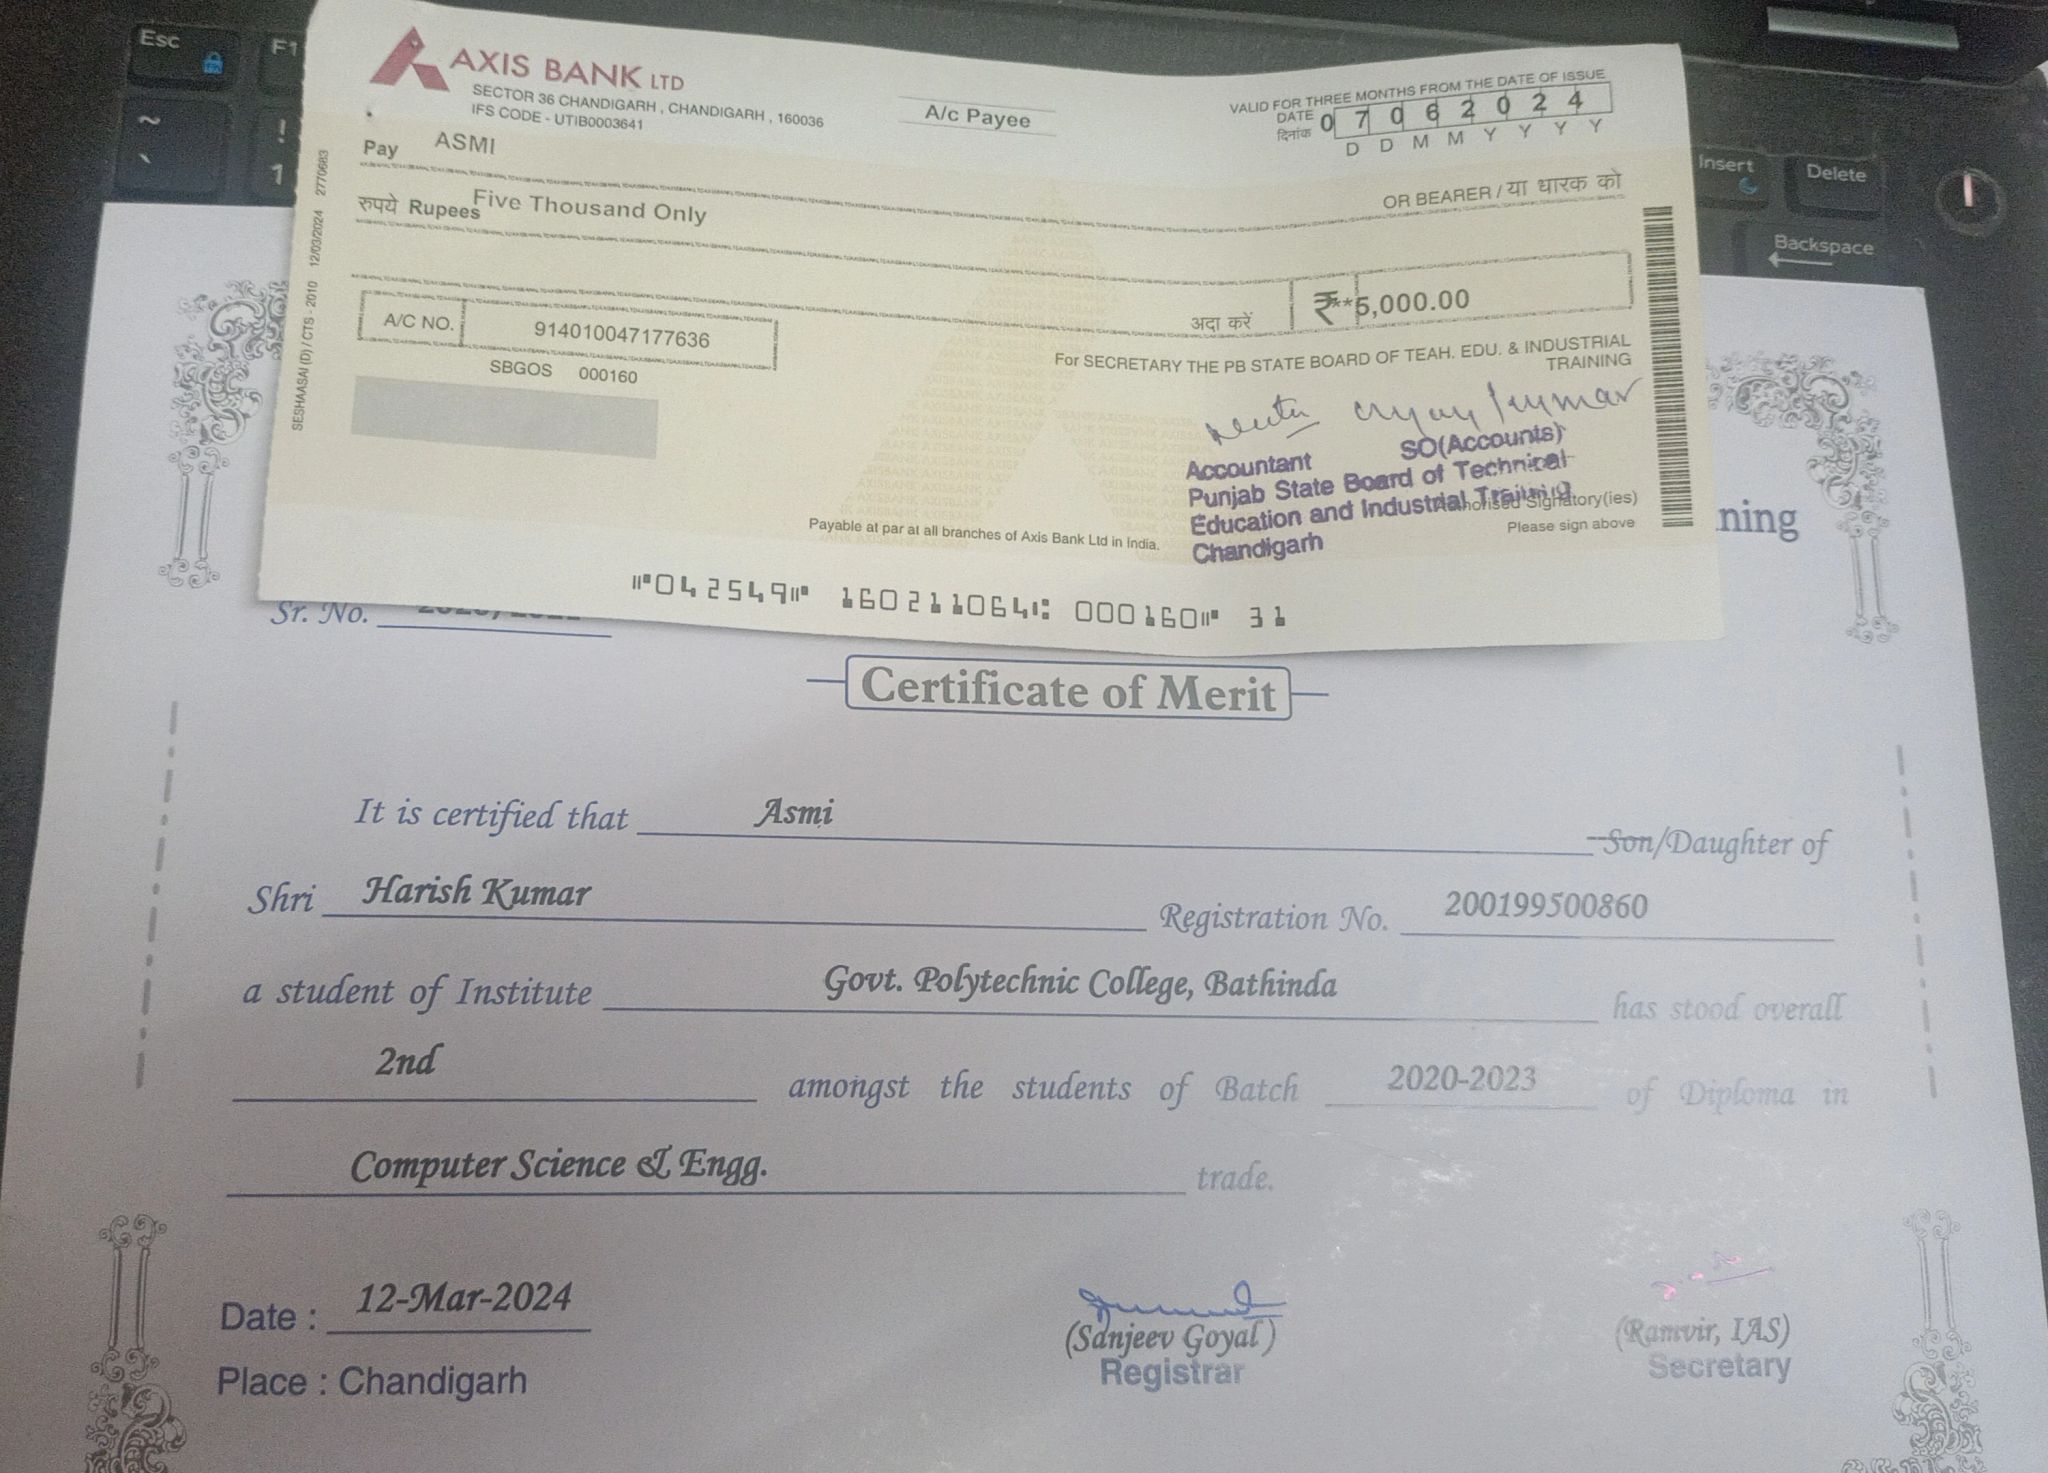 Esc
F1
~
`
!
1
Insert
Delete
Backspace
AXIS BANK LTD
SECTOR 36 CHANDIGARH , CHANDIGARH , 160036
IFS CODE - UTIB0003641
A/c Payee
VALID FOR THREE MONTHS FROM THE DATE OF ISSUE
DATE
दिनांक
0 7 0 6 2 0 2 4
D D M M Y Y Y Y
Pay ASMI
OR BEARER / या धारक को
रुपये Rupees Five Thousand Only
अदा करें ₹ **5,000.00
A/C NO. 914010047177636
SBGOS 000160
SESHAASAI (D) / CTS - 2010 12/03/2024 2770683
For SECRETARY THE PB STATE BOARD OF TEAH. EDU. & INDUSTRIAL
TRAINING
Accountant SO(Accounts)
Punjab State Board of Technical
Education and Industrial Training
Chandigarh
Authorised Signatory(ies)
Please sign above
Payable at par at all branches of Axis Bank Ltd in India.
⑈042549⑈ 160211064⑆ 000160⑈ 31
ning
Sr. No.
Certificate of Merit
It is certified that Asmi Son/Daughter of
Shri Harish Kumar Registration No. 200199500860
a student of Institute Govt. Polytechnic College, Bathinda has stood overall
2nd amongst the students of Batch 2020-2023 of Diploma in
Computer Science & Engg. trade.
Date : 12-Mar-2024
Place : Chandigarh
(Sanjeev Goyal)
Registrar
(Ramvir, IAS)
Secretary